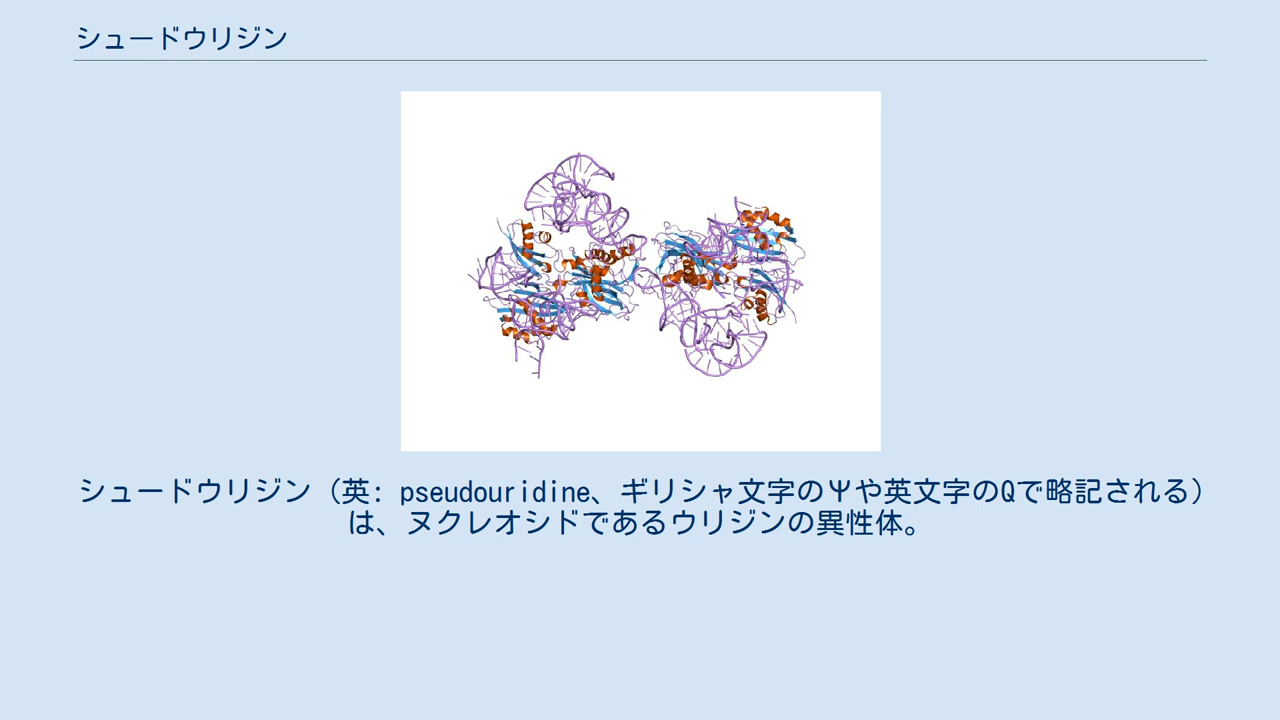 シュードウリジン
シュードウリジン（英: pseudouridine、ギリシャ文字のΨや英文字のQで略記される）
は、ヌクレオシドであるウリジンの異性体。